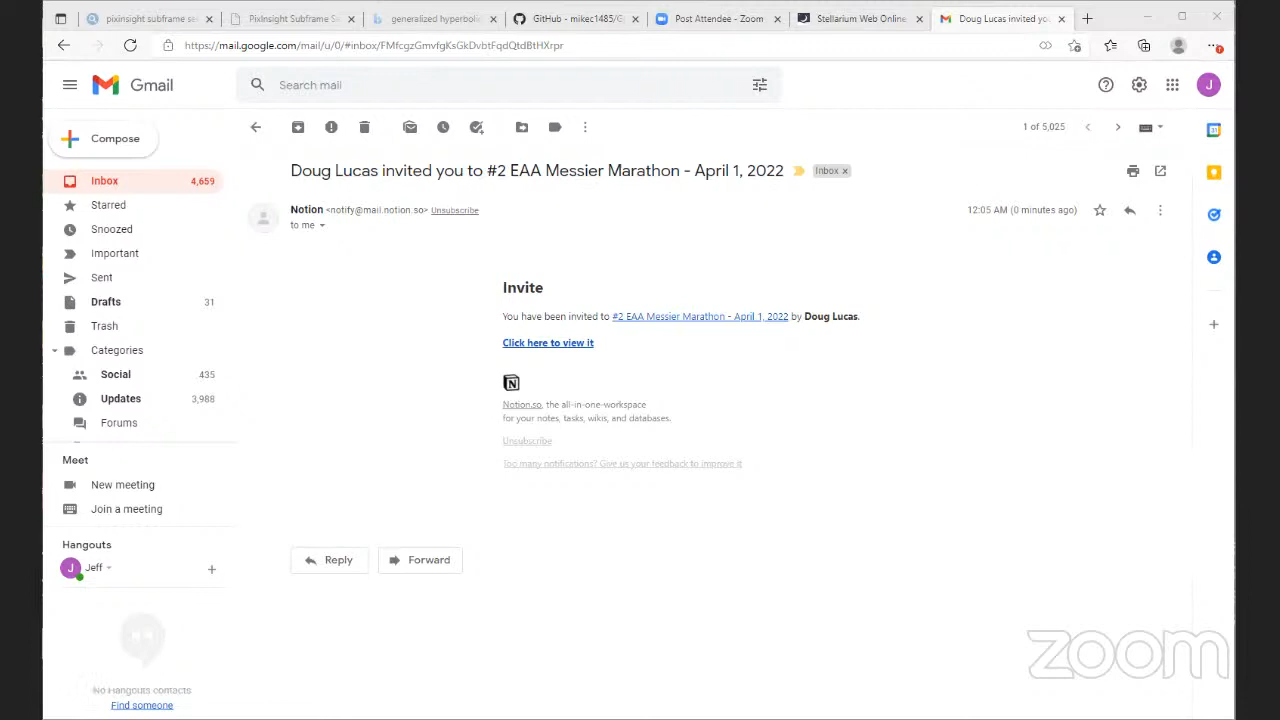 pixinsight subframe se
PixInsight Subframe Se
generalized hyperbolic
GitHub - mikec1485/G
Post Attendee - Zoom
Stellarium Web Online
Doug Lucas invited you
https://mail.google.com/mail/u/0/#inbox/FMfcgzGmvfgKsGkDvbtFqdQtdBtHXrpr
Gmail
Search mail
J
Compose
1 of 5,025
Doug Lucas invited you to #2 EAA Messier Marathon - April 1, 2022
Inbox x
Inbox 4,659
Notion <notify@mail.notion.so> Unsubscribe
12:05 AM (0 minutes ago)
to me
Starred
Snoozed
Important
Sent
Drafts 31
Trash
Categories
Social 435
Updates 3,988
Forums
Invite
You have been invited to #2 EAA Messier Marathon - April 1, 2022 by Doug Lucas.
Click here to view it
Notion.so, the all-in-one-workspace
for your notes, tasks, wikis, and databases.
Unsubscribe
Too many notifications? Give us your feedback to improve it
Meet
New meeting
Join a meeting
Hangouts
J Jeff
Reply
Forward
No Hangouts contacts
Find someone
zoom